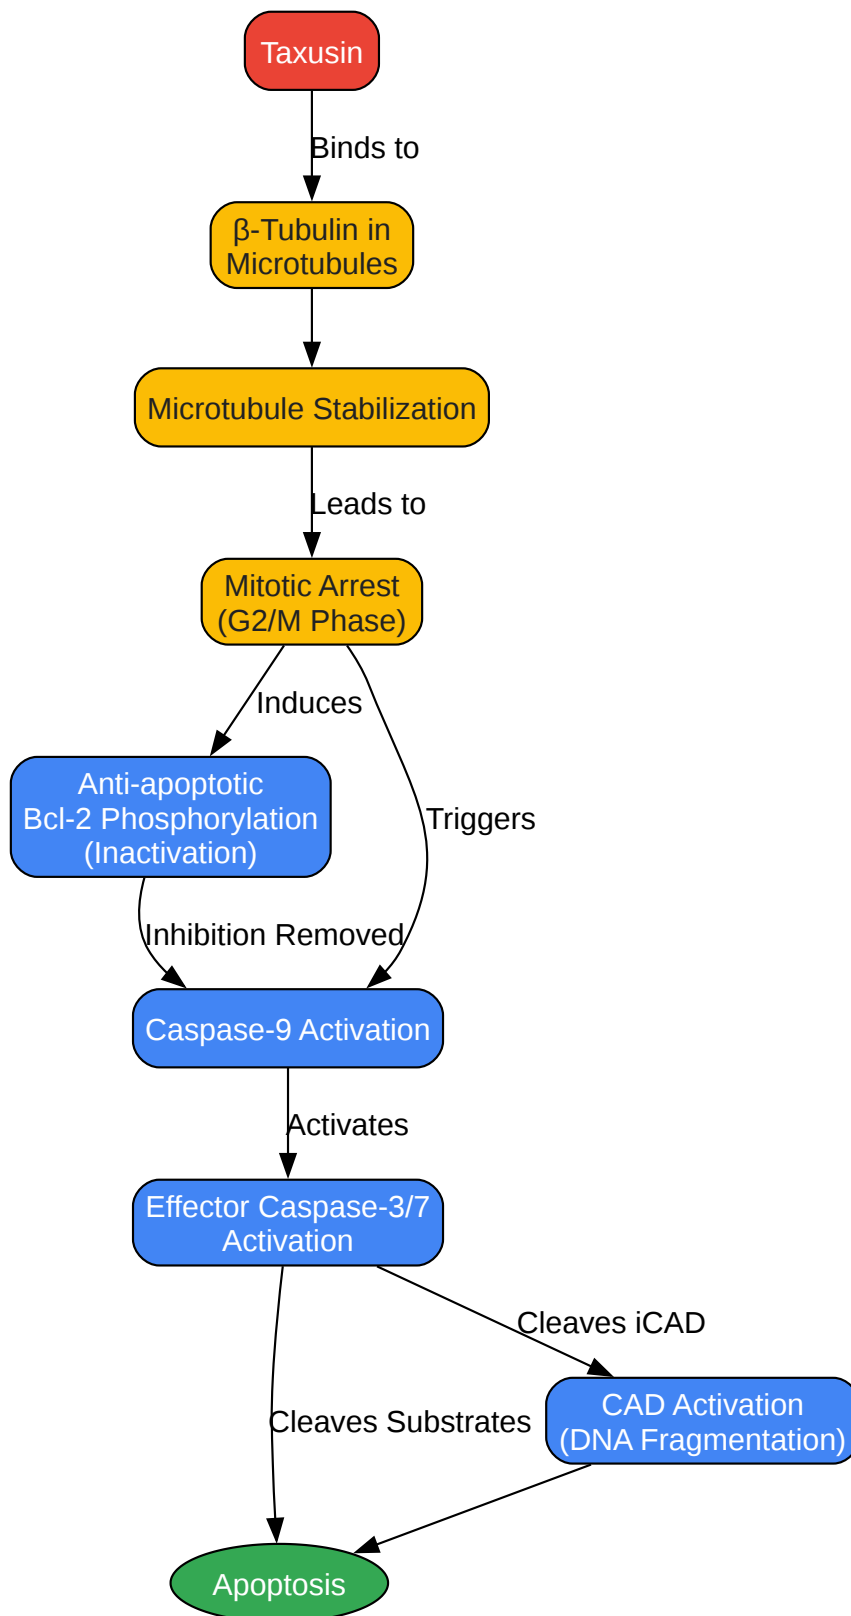 Taxusin
Binds to
β-Tubulin in
Microtubules
Microtubule Stabilization
Leads to
Mitotic Arrest
(G2/M Phase)
Induces
Anti-apoptotic
Bcl-2 Phosphorylation
(Inactivation)
Triggers
Inhibition Removed
Caspase-9 Activation
Activates
Effector Caspase-3/7
Activation
Cleaves iCAD
CAD Activation
(DNA Fragmentation)
Cleaves Substrates
Apoptosis